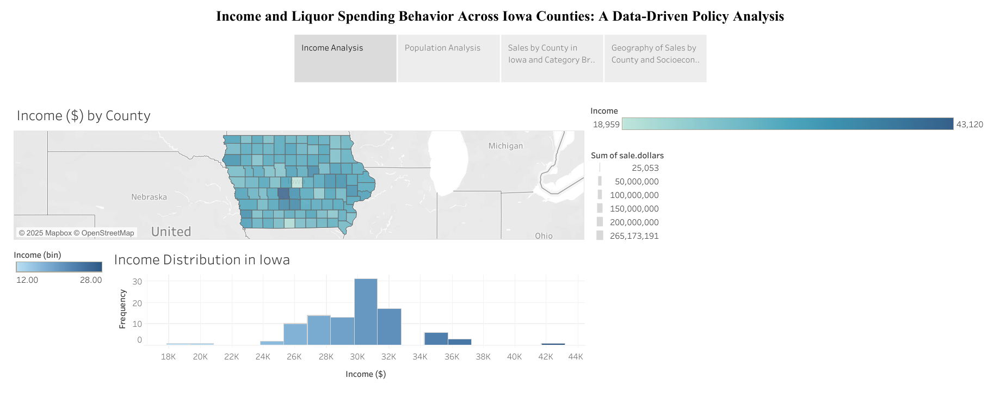 Income and Liquor Spending Behavior Across Iowa Counties: A Data-Driven Policy Analysis
Income Analysis
Population Analysis
Sales by County in
Iowa and Category Br..
Geography of Sales by
County and Socioecon..
Income ($) by County
Michigan
Nebraska
Iowa
United
Ohio
© 2025 Mapbox © OpenStreetMap
Income
18,959
43,120
Sum of sale.dollars
25,053
50,000,000
100,000,000
150,000,000
200,000,000
265,173,191
Income (bin)
12.00
28.00
Income Distribution in Iowa
Frequency
30
20
10
0
18K 20K 22K 24K 26K 28K 30K 32K 34K 36K 38K 40K 42K 44K
Income ($)